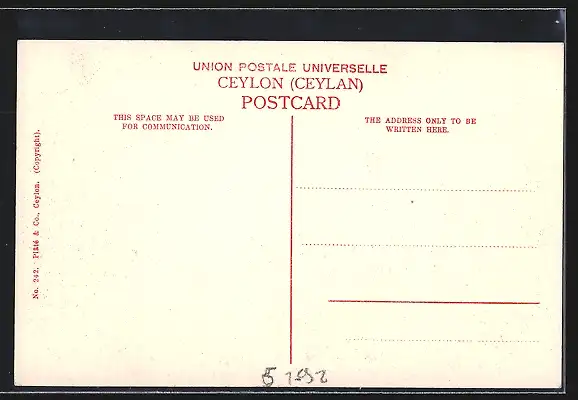 UNION POSTALE UNIVERSELLE
CEYLON (CEYLAN)
POSTCARD
THIS SPACE MAY BE USED
FOR COMMUNICATION.
THE ADDRESS ONLY TO BE
WRITTEN HERE.
No. 242. Plâté & Co., Ceylon. (Copyright).